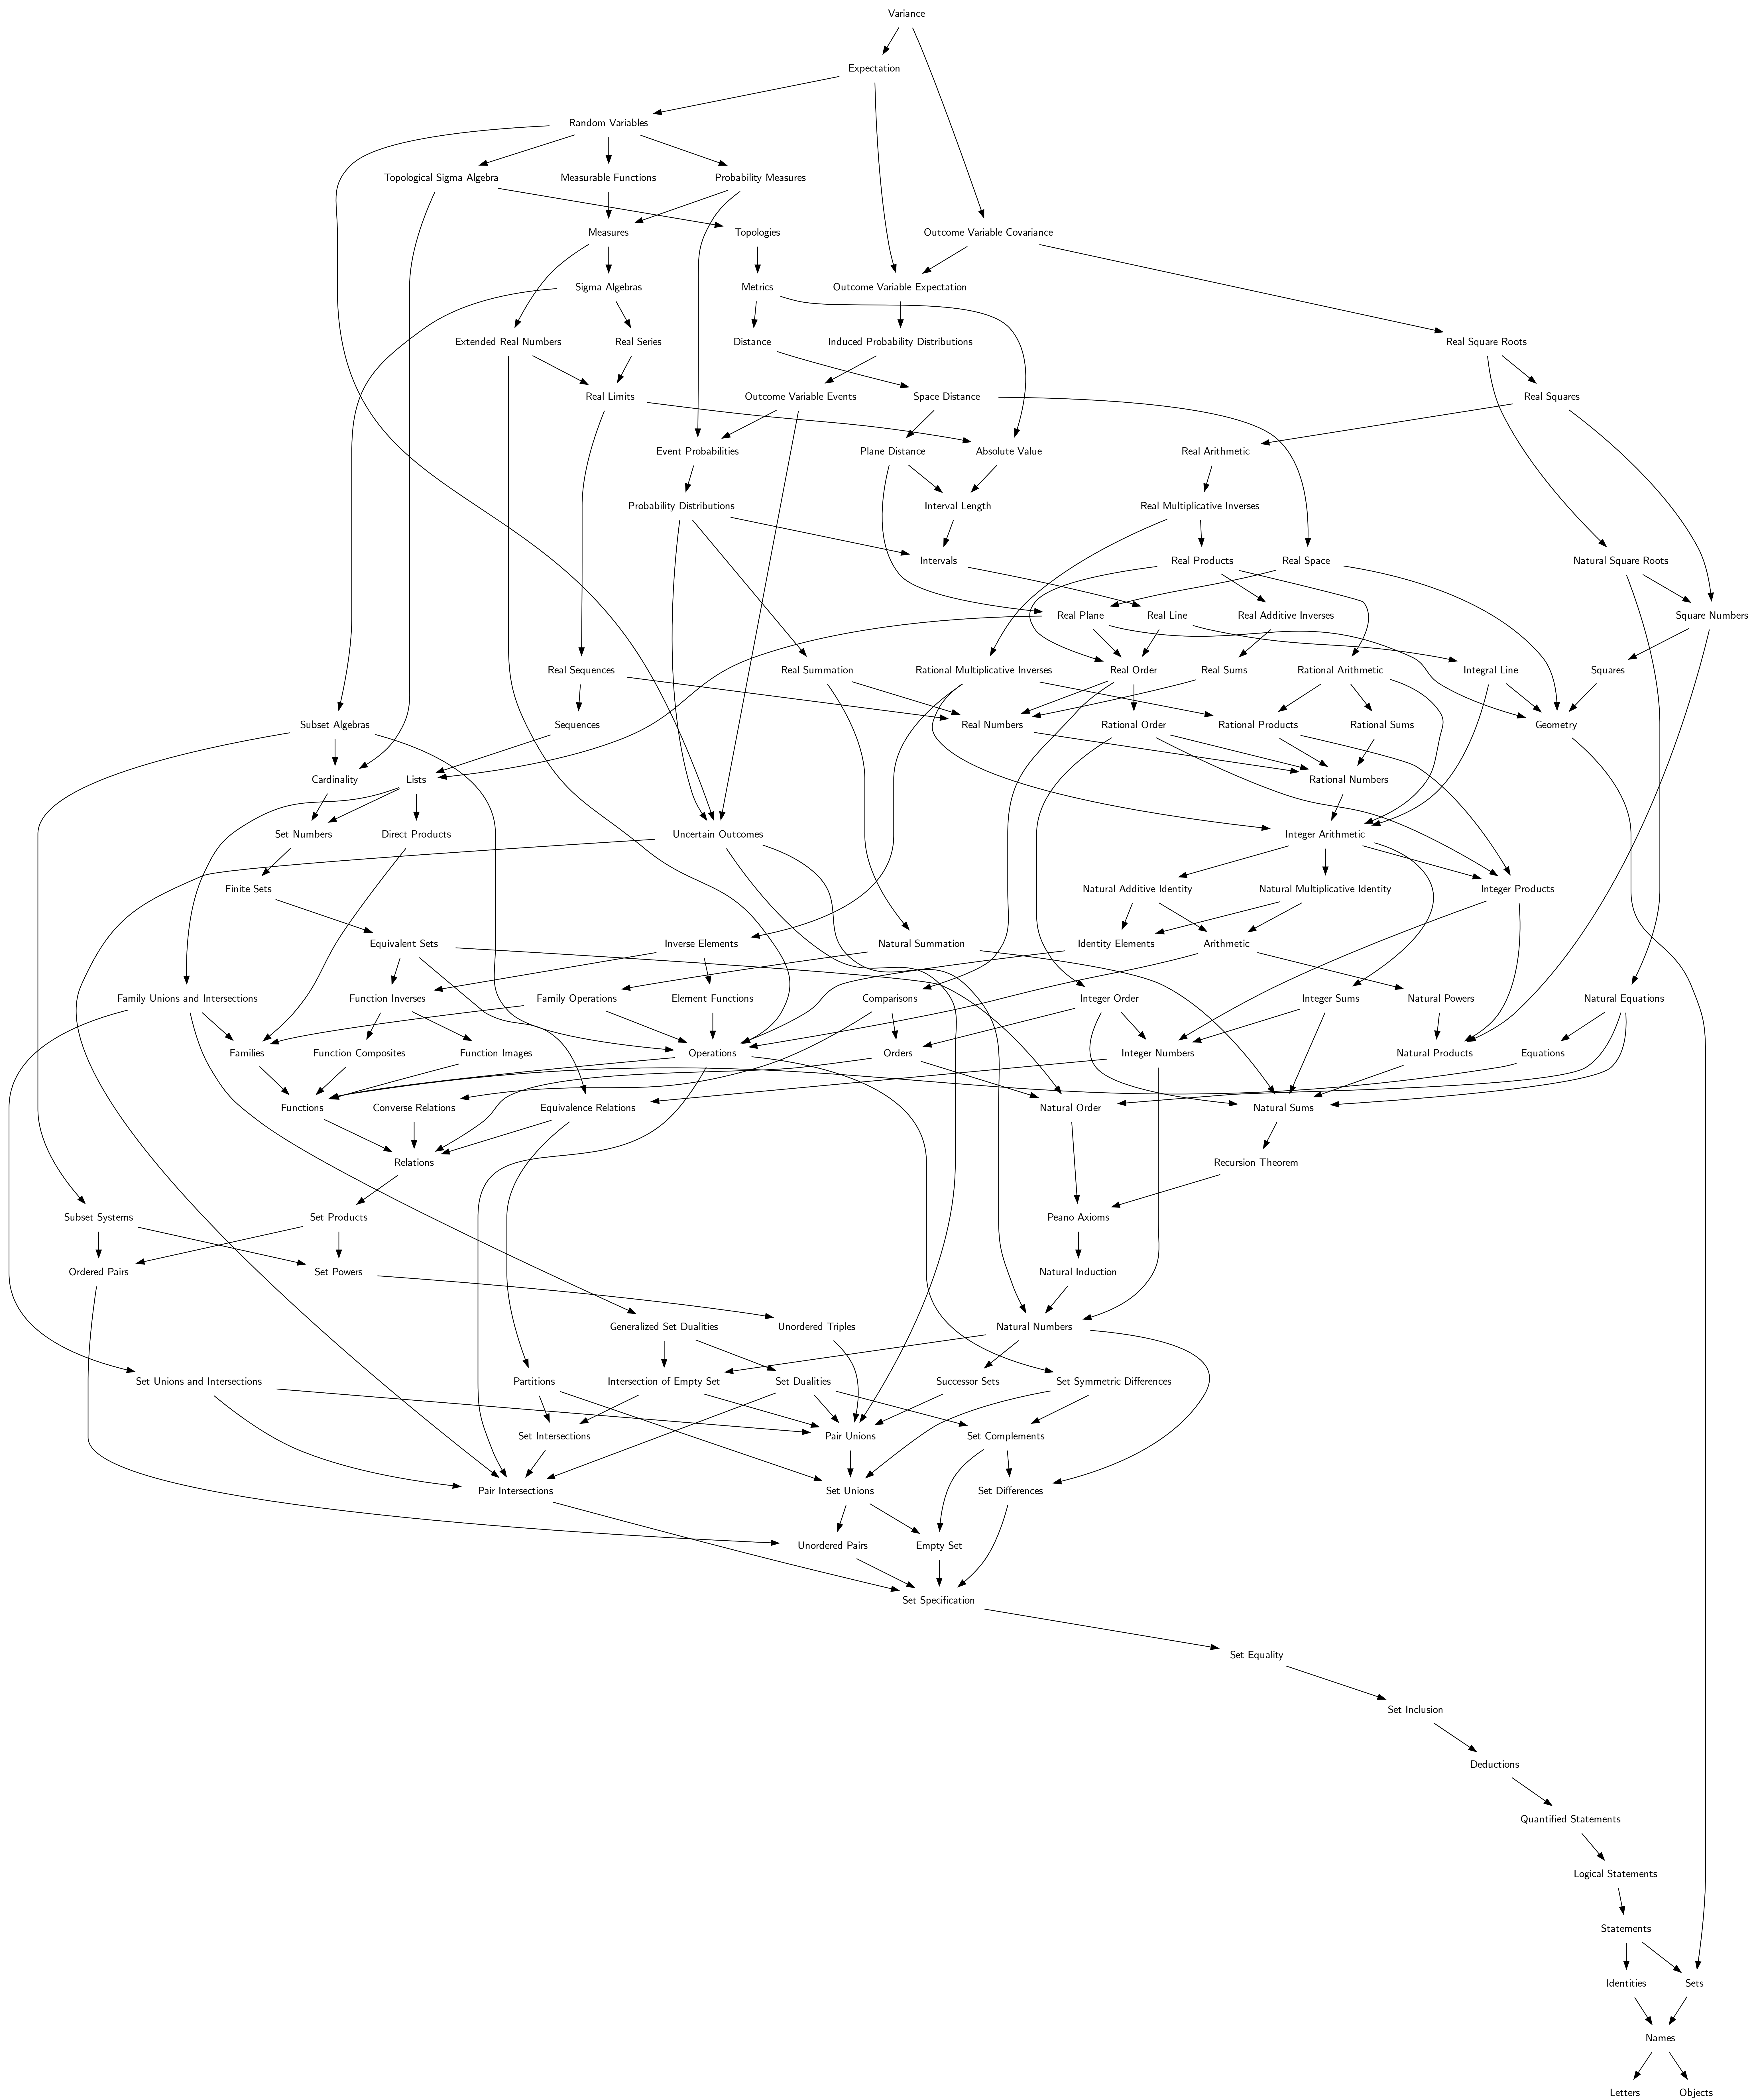 Variance
Expectation
Random Variables
Topological Sigma Algebra
Measurable Functions
Probability Measures
Measures
Topologies
Outcome Variable Covariance
Sigma Algebras
Metrics
Outcome Variable Expectation
Extended Real Numbers
Real Series
Distance
Induced Probability Distributions
Real Square Roots
Real Limits
Outcome Variable Events
Space Distance
Real Squares
Event Probabilities
Plane Distance
Absolute Value
Real Arithmetic
Probability Distributions
Interval Length
Real Multiplicative Inverses
Intervals
Real Products
Real Space
Natural Square Roots
Real Plane
Real Line
Real Additive Inverses
Square Numbers
Real Sequences
Real Summation
Rational Multiplicative Inverses
Real Order
Real Sums
Rational Arithmetic
Integral Line
Squares
Subset Algebras
Sequences
Real Numbers
Rational Order
Rational Products
Rational Sums
Geometry
Cardinality
Lists
Rational Numbers
Set Numbers
Direct Products
Uncertain Outcomes
Integer Arithmetic
Finite Sets
Natural Additive Identity
Natural Multiplicative Identity
Integer Products
Equivalent Sets
Inverse Elements
Natural Summation
Identity Elements
Arithmetic
Family Unions and Intersections
Function Inverses
Family Operations
Element Functions
Comparisons
Integer Order
Integer Sums
Natural Powers
Natural Equations
Families
Function Composites
Function Images
Operations
Orders
Integer Numbers
Natural Products
Equations
Functions
Converse Relations
Equivalence Relations
Natural Order
Natural Sums
Relations
Recursion Theorem
Subset Systems
Set Products
Peano Axioms
Ordered Pairs
Set Powers
Natural Induction
Generalized Set Dualities
Unordered Triples
Natural Numbers
Set Unions and Intersections
Partitions
Intersection of Empty Set
Set Dualities
Successor Sets
Set Symmetric Differences
Set Intersections
Pair Unions
Set Complements
Pair Intersections
Set Unions
Set Differences
Unordered Pairs
Empty Set
Set Specification
Set Equality
Set Inclusion
Deductions
Quantified Statements
Logical Statements
Statements
Identities
Sets
Names
Letters
Objects